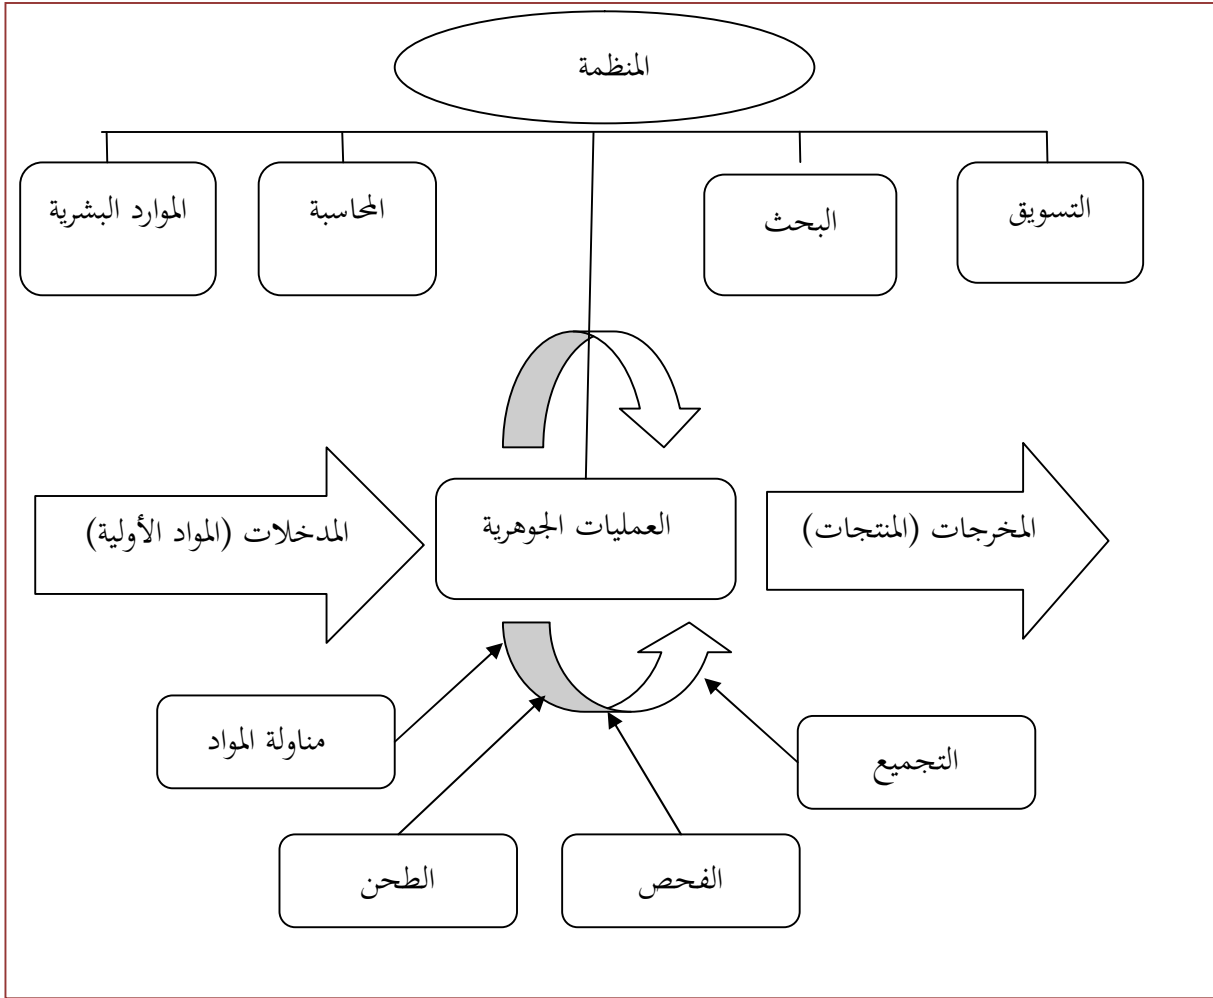 المنظمة
التسويق
البحث
المحاسبة
الموارد البشرية
المخرجات (المنتجات)
العمليات الجوهرية
المدخلات (المواد الأولية)
التجميع
مناولة المواد
الفحص
الطحن